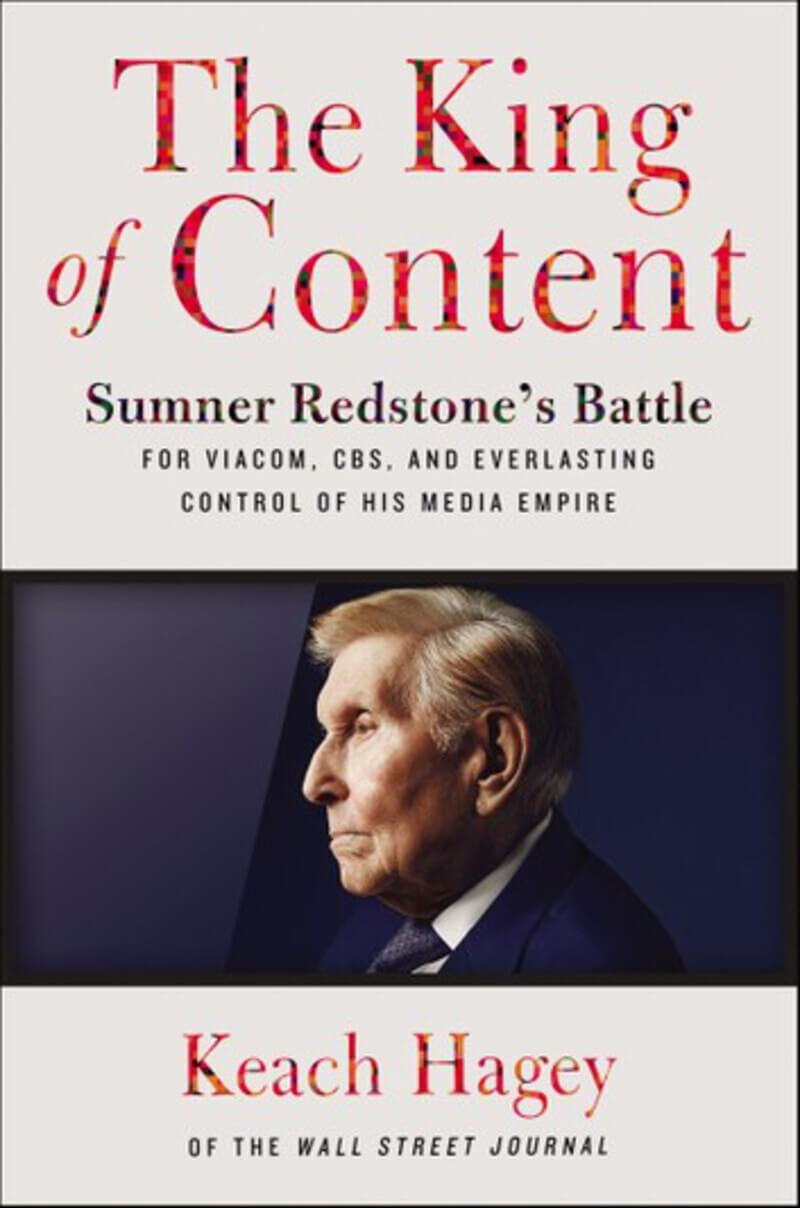 The King
of Content
Sumner Redstone’s Battle
FOR VIACOM, CBS, AND EVERLASTING
CONTROL OF HIS MEDIA EMPIRE
Keach Hagey
OF THE WALL STREET JOURNAL